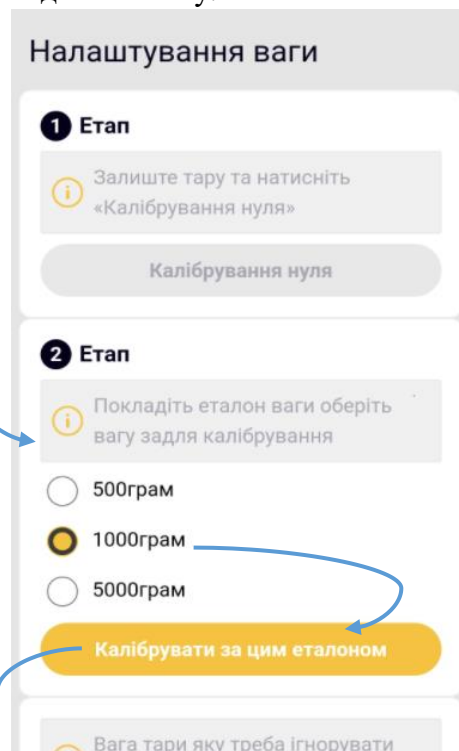 Налаштування ваги
1 Етап
Залиште тару та натисніть
«Калібрування нуля»
Калібрування нуля
2 Етап
Покладіть еталон ваги оберіть
вагу задля калібрування
500грам
1000грам
5000грам
Калібрувати за цим еталоном
Вага тари яку треба ігнорувати